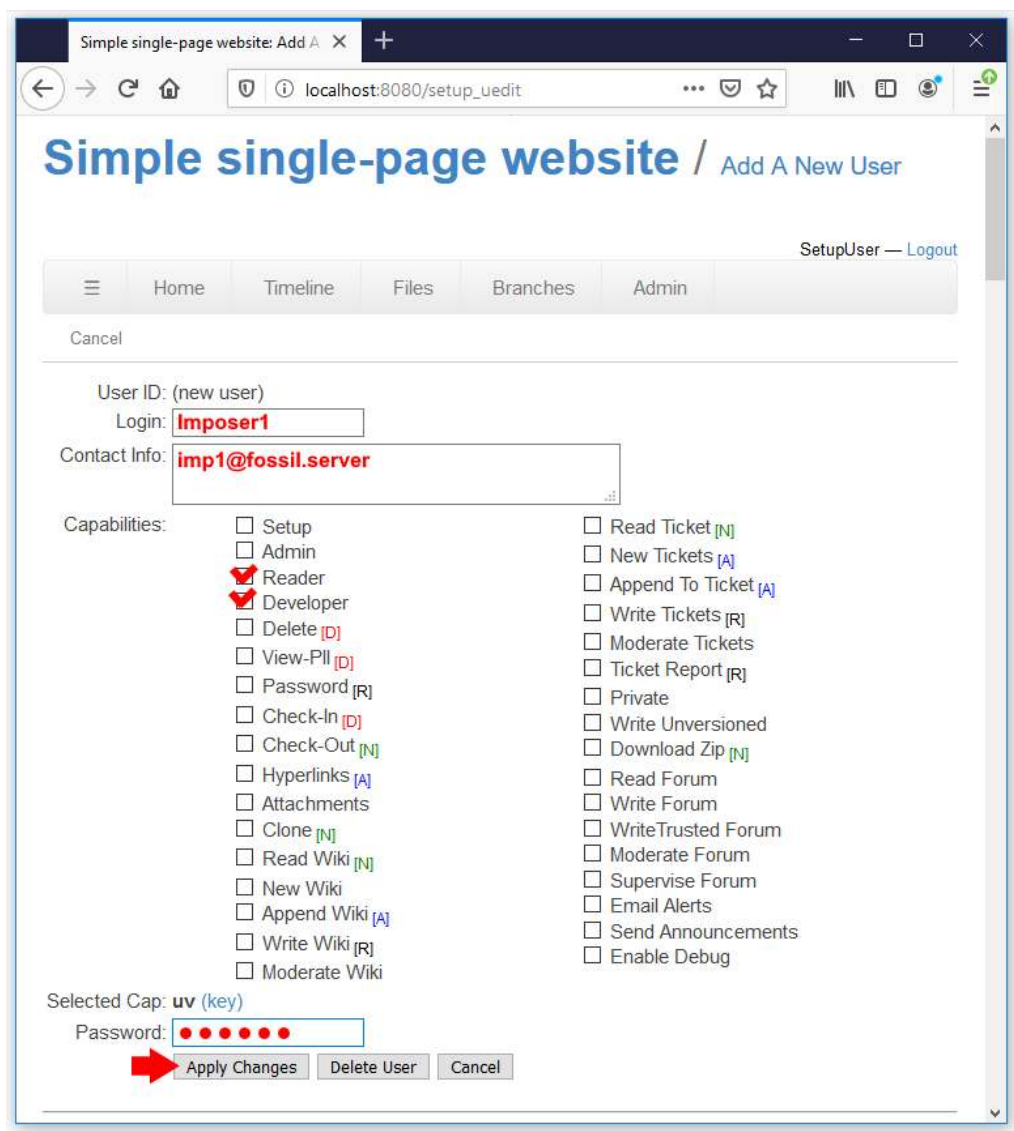 Simple single-page website: Add A
localhost:8080/setup_uedit
Simple single-page website / Add A New User
SetupUser — Logout
☰ Home Timeline Files Branches Admin
Cancel
User ID: (new user)
Login: Imposer1
Contact Info: imp1@fossil.server
Capabilities:
Setup
Admin
Reader
Developer
Delete [D]
View-PII [D]
Password [R]
Check-In [D]
Check-Out [N]
Hyperlinks [A]
Attachments
Clone [N]
Read Wiki [N]
New Wiki
Append Wiki [A]
Write Wiki [R]
Moderate Wiki
Read Ticket [N]
New Tickets [A]
Append To Ticket [A]
Write Tickets [R]
Moderate Tickets
Ticket Report [R]
Private
Write Unversioned
Download Zip [N]
Read Forum
Write Forum
WriteTrusted Forum
Moderate Forum
Supervise Forum
Email Alerts
Send Announcements
Enable Debug
Selected Cap: uv (key)
Password: ●●●●●●
Apply Changes Delete User Cancel